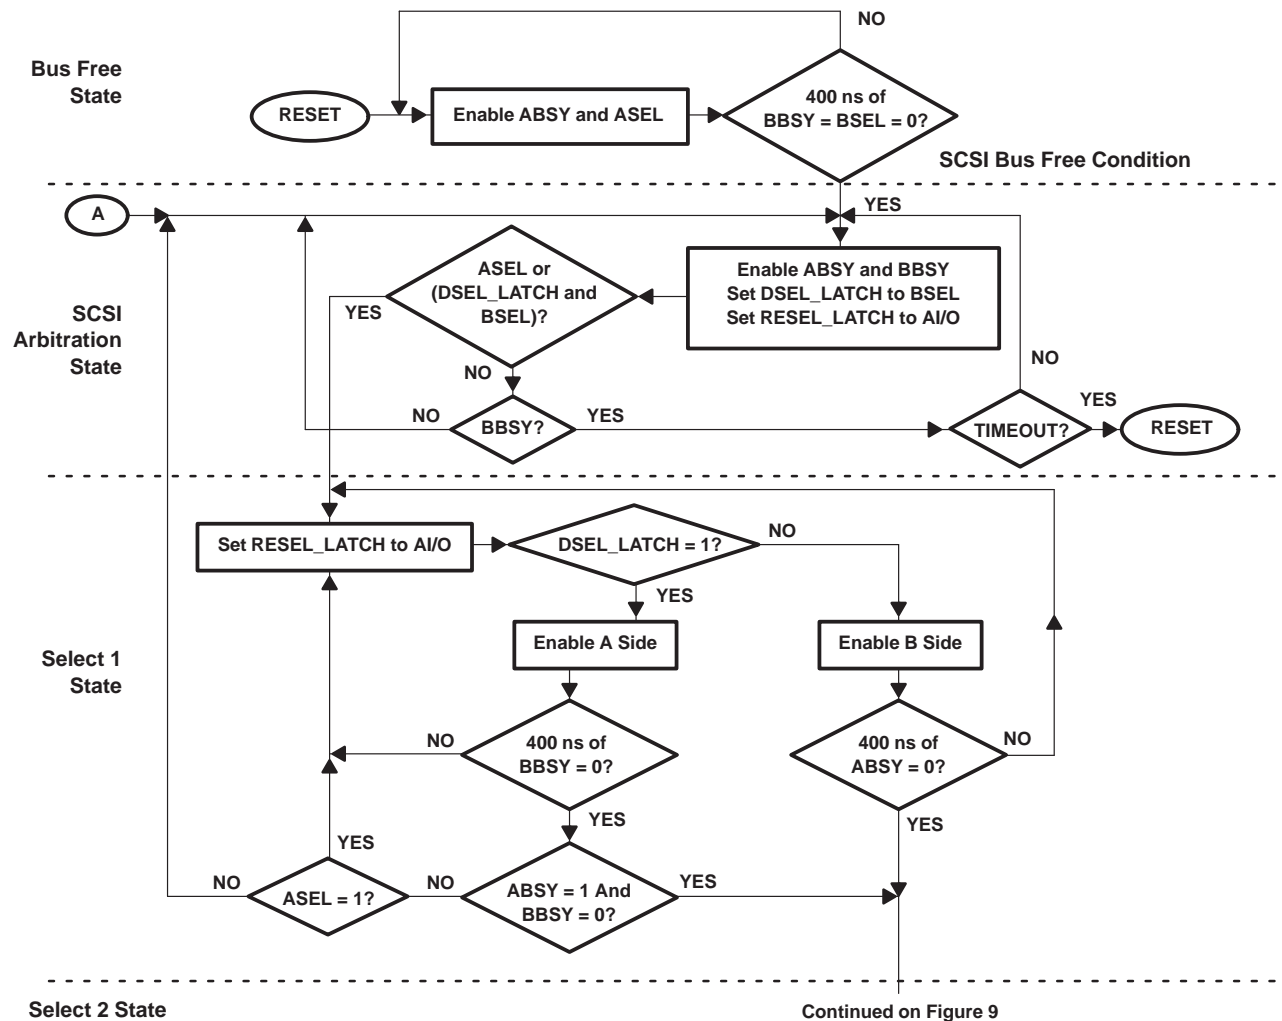 NO
Bus Free
State
RESET
Enable ABSY and ASEL
400 ns of
BBSY = BSEL = 0?
SCSI Bus Free Condition
A
YES
SCSI
Arbitration
State
ASEL or
(DSEL_LATCH and
BSEL)?
YES
Enable ABSY and BBSY
Set DSEL_LATCH to BSEL
Set RESEL_LATCH to AI/O
NO
NO
NO
BBSY?
YES
TIMEOUT?
YES
RESET
Set RESEL_LATCH to AI/O
DSEL_LATCH = 1?
NO
YES
Select 1
State
Enable A Side
Enable B Side
NO
400 ns of
BBSY = 0?
400 ns of
ABSY = 0?
NO
YES
YES
YES
NO
ASEL = 1?
NO
ABSY = 1 And
BBSY = 0?
YES
Select 2 State
Continued on Figure 9